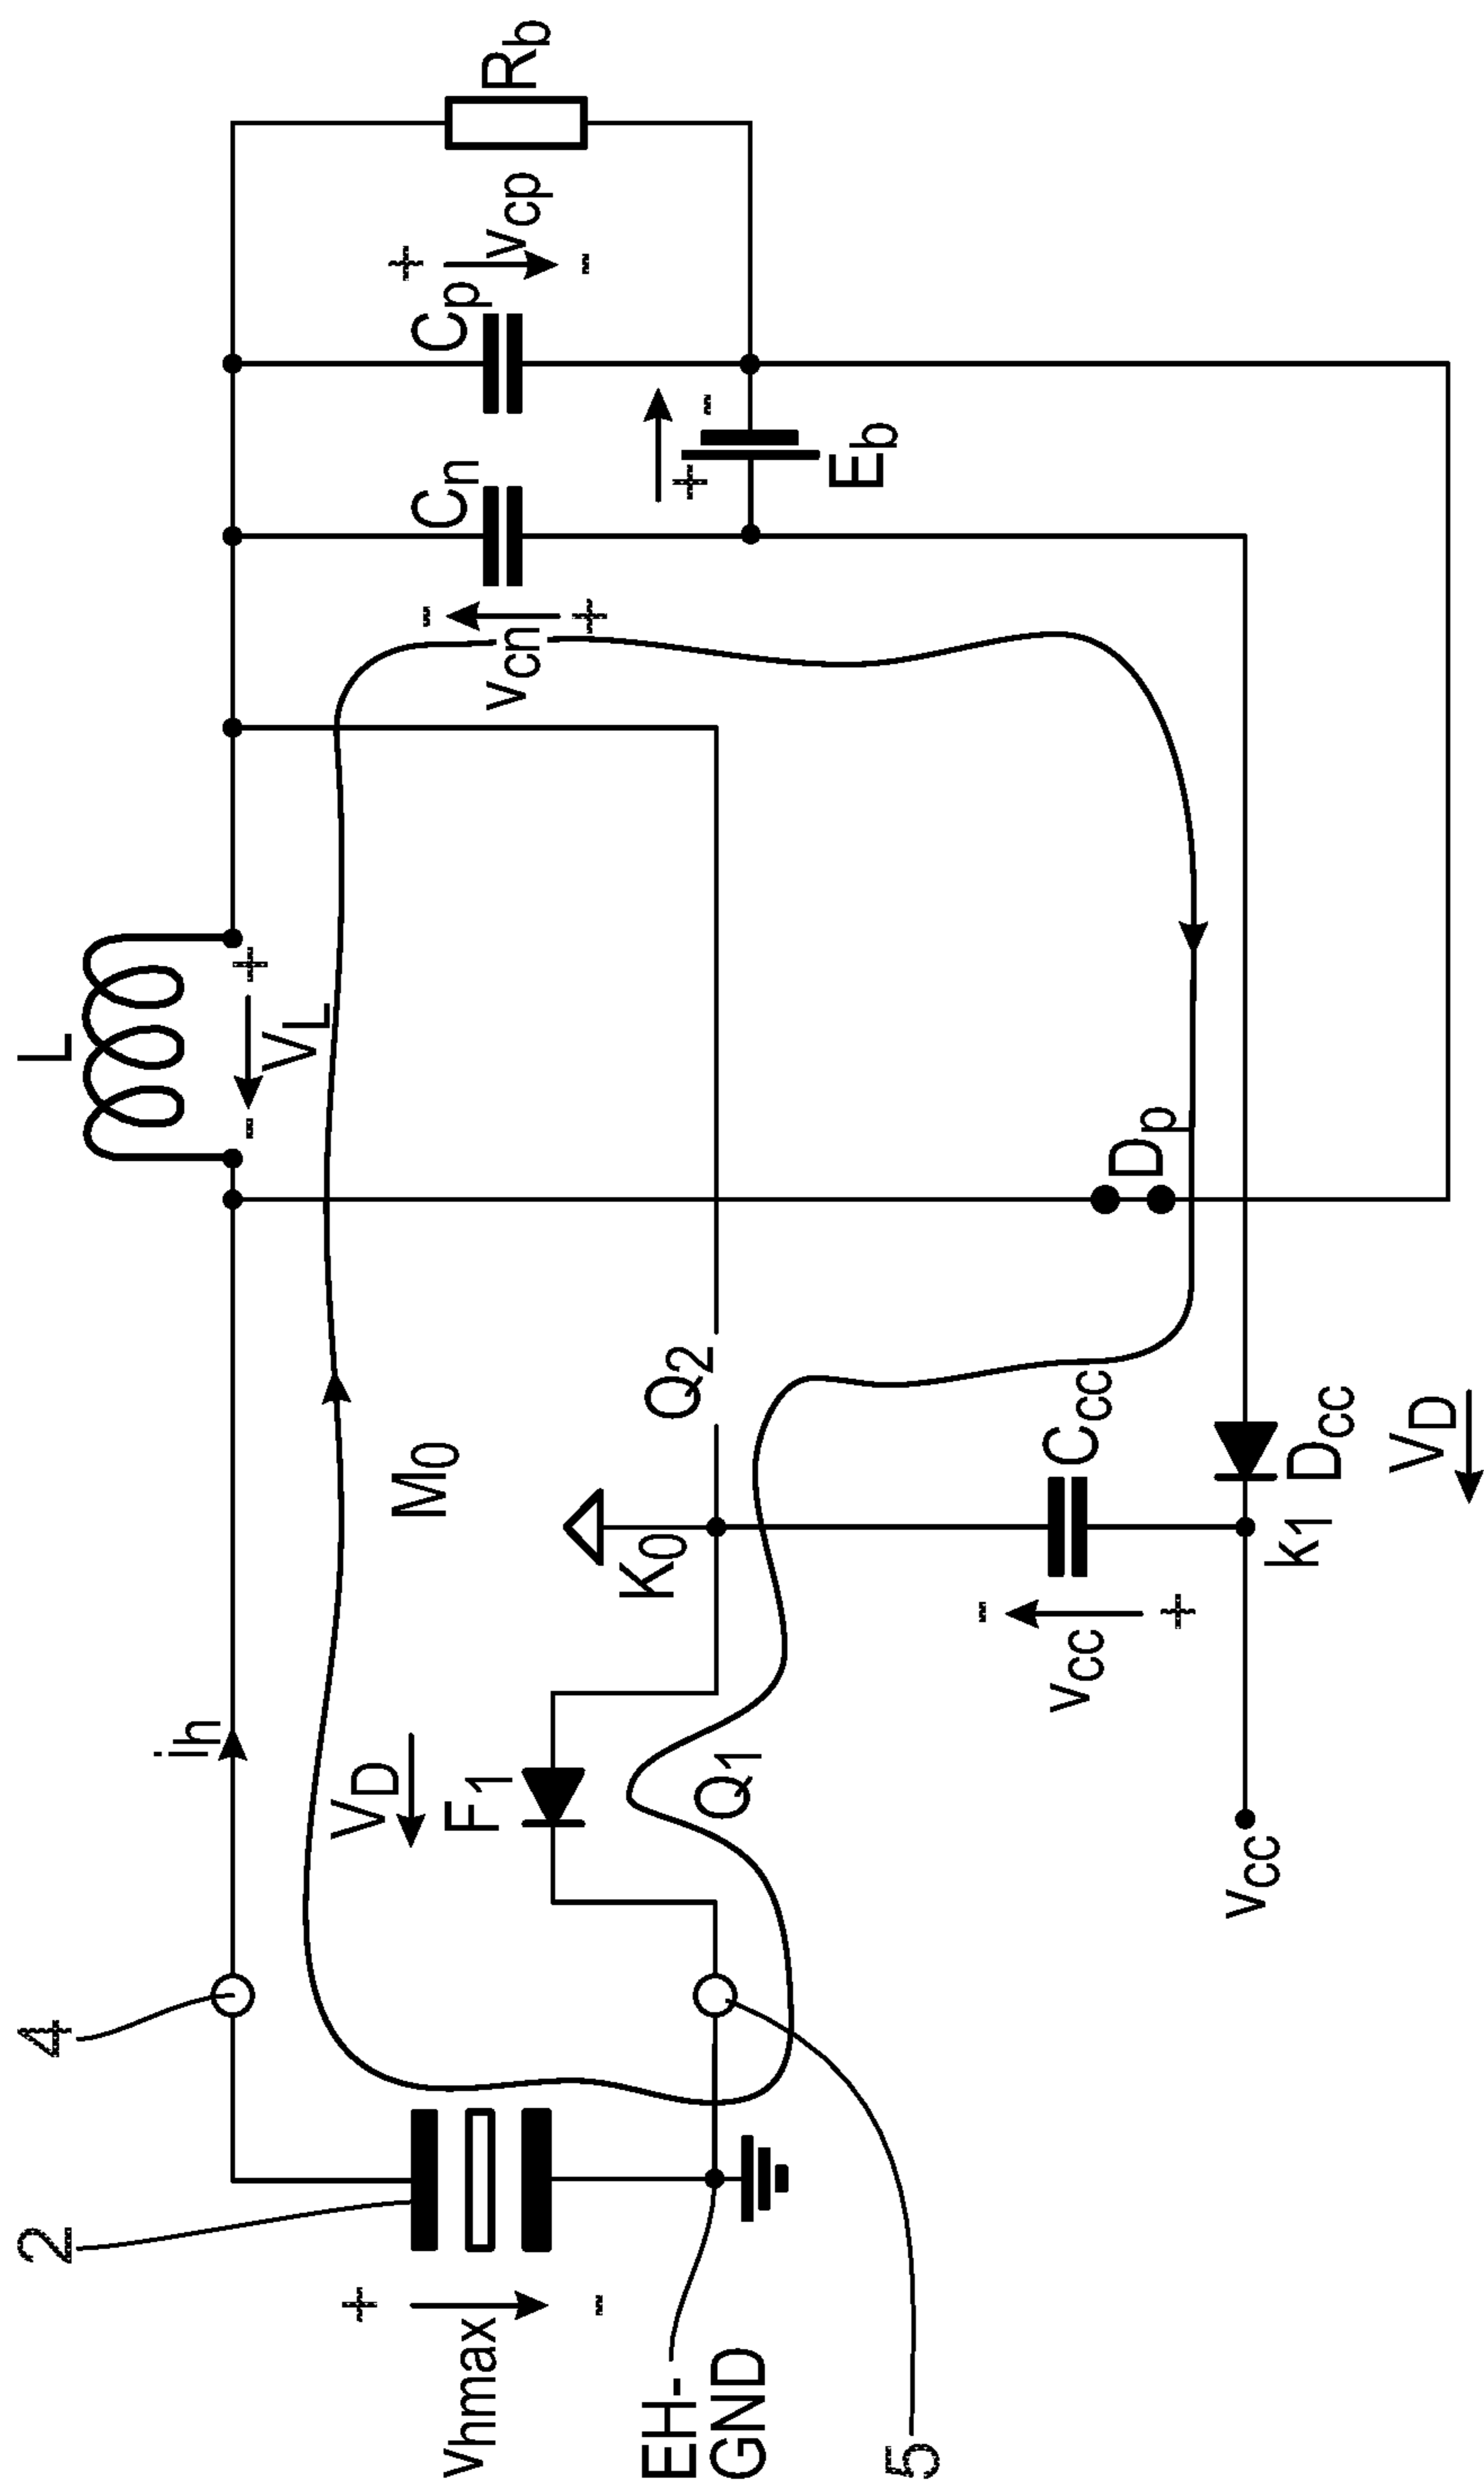 L
+
-
VL
4
ih
2
+
-
vhmax
EH-
GND
5
VD
F1
Q1
M0
K0
Q2
Ccc
vcc
-
+
k1
Dcc
VD
vcc
Dp
Cn
-
+
vcn
Cp
+
-
vcp
Rb
+
-
Eb